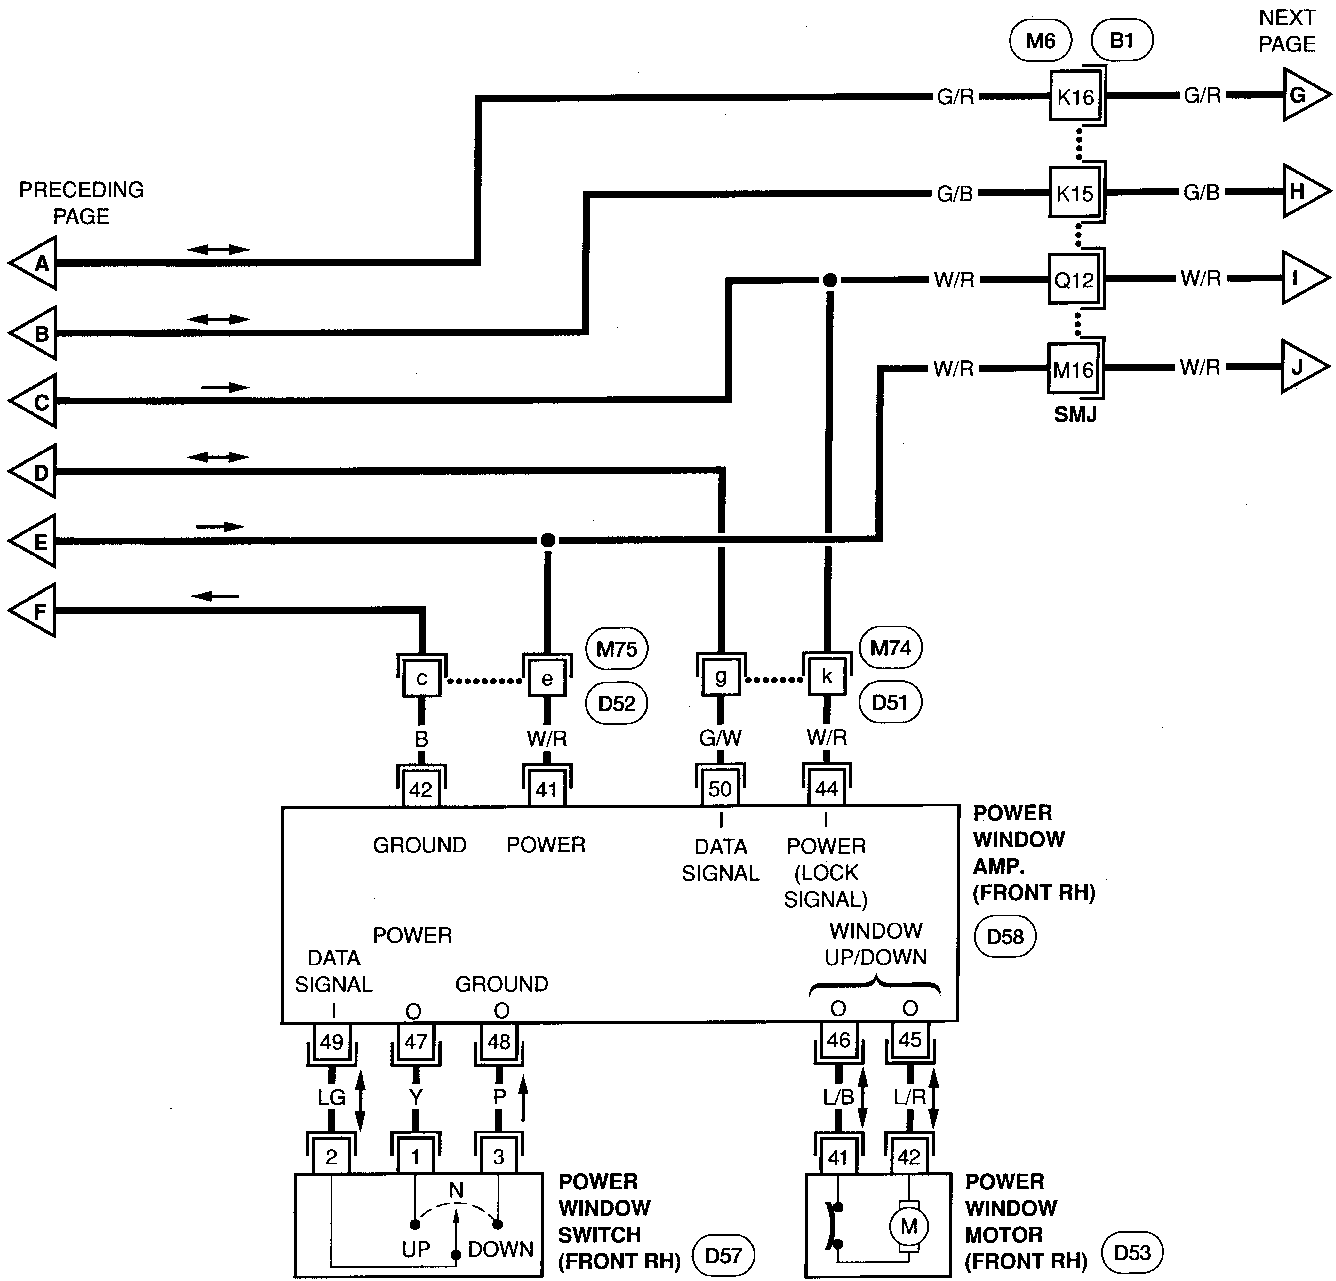 M6 B1
NEXT
PAGE
G/R K16 G/R G
PRECEDING
PAGE
G/B K15 G/B H
A
W/R Q12 W/R I
B
W/R M16 W/R J
C
SMJ
D
E
F
M75 M74
c e g k
D52 D51
B W/R G/W W/R
42 41 50 44
POWER
WINDOW
AMP.
(FRONT RH)
D58
GROUND POWER
I I
DATA
SIGNAL
POWER
(LOCK
SIGNAL)
POWER
WINDOW
UP/DOWN
DATA
SIGNAL
GROUND
I O O O O
49 47 48 46 45
LG Y P L/B L/R
2 1 3 41 42
N
UP DOWN
POWER
WINDOW
SWITCH
(FRONT RH)
D57
M
POWER
WINDOW
MOTOR
(FRONT RH)
D53